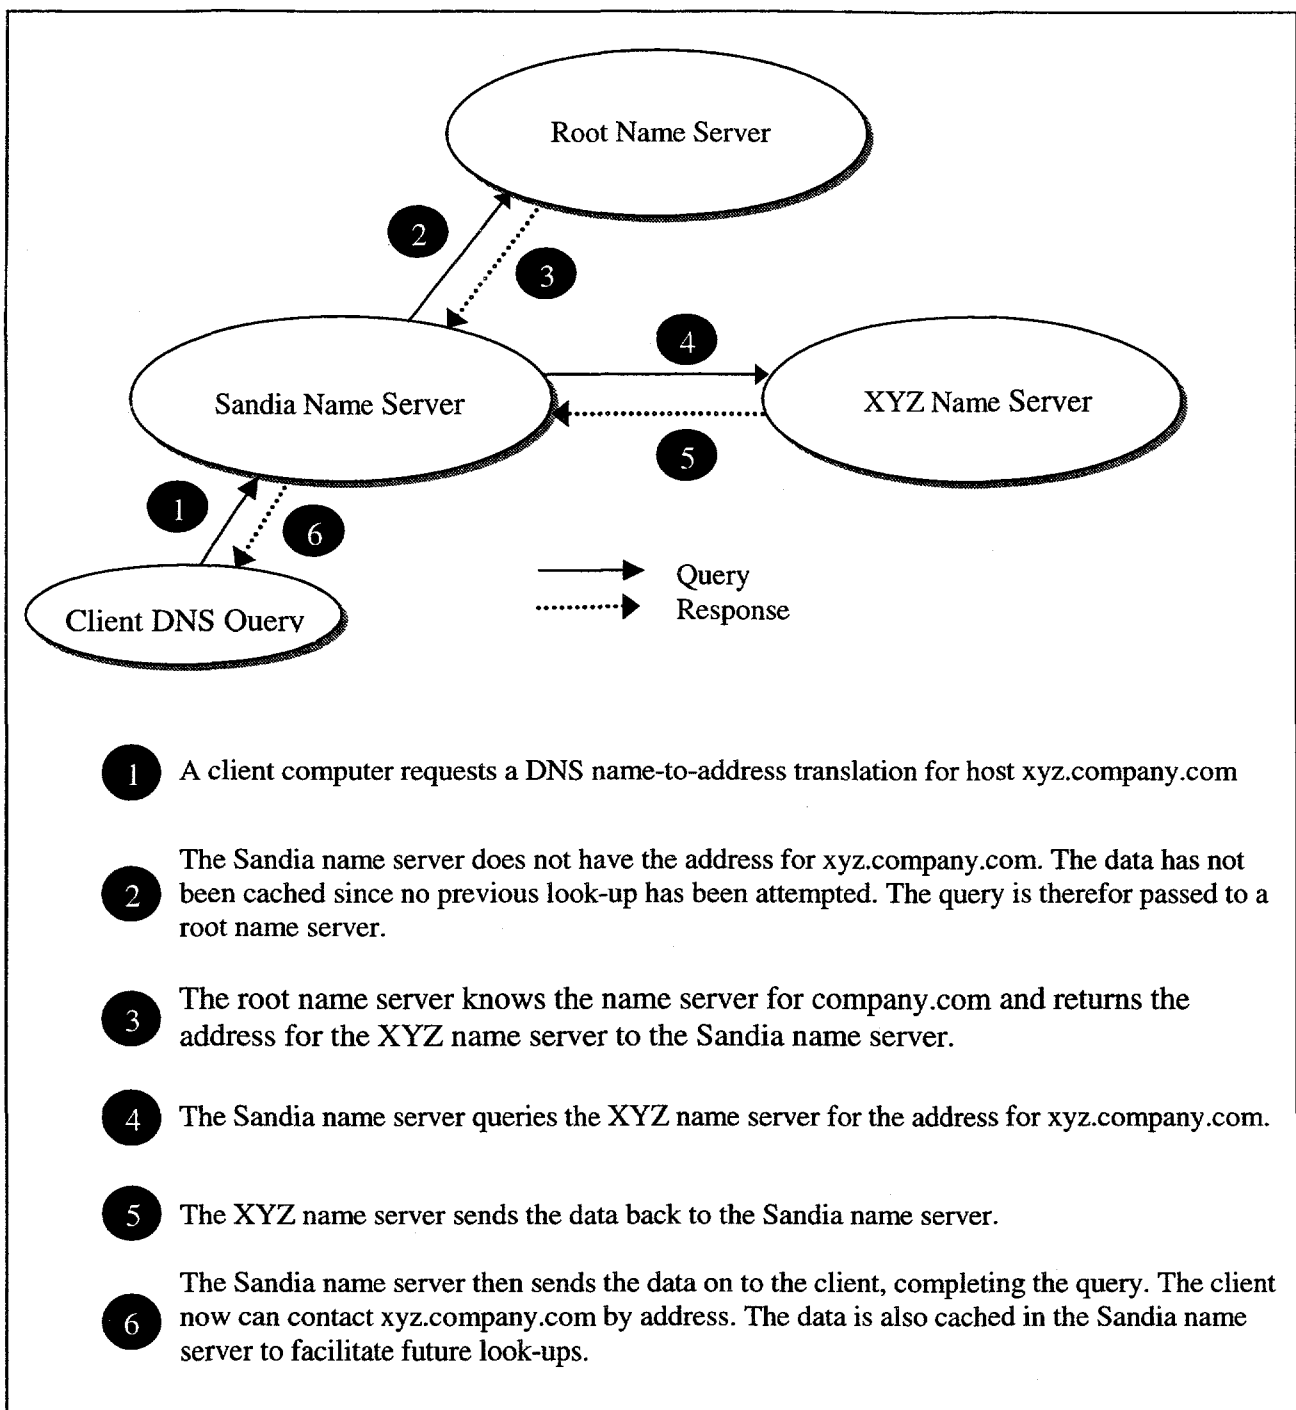 Root Name Server
2
3
4
Sandia Name Server
XYZ Name Server
5
1
6
Query
Response
Client DNS Query
1 A client computer requests a DNS name-to-address translation for host xyz.company.com
The Sandia name server does not have the address for xyz.company.com. The data has not
2 been cached since no previous look-up has been attempted. The query is therefor passed to a
root name server.
3 The root name server knows the name server for company.com and returns the
address for the XYZ name server to the Sandia name server.
4 The Sandia name server queries the XYZ name server for the address for xyz.company.com.
5 The XYZ name server sends the data back to the Sandia name server.
The Sandia name server then sends the data on to the client, completing the query. The client
6 now can contact xyz.company.com by address. The data is also cached in the Sandia name
server to facilitate future look-ups.